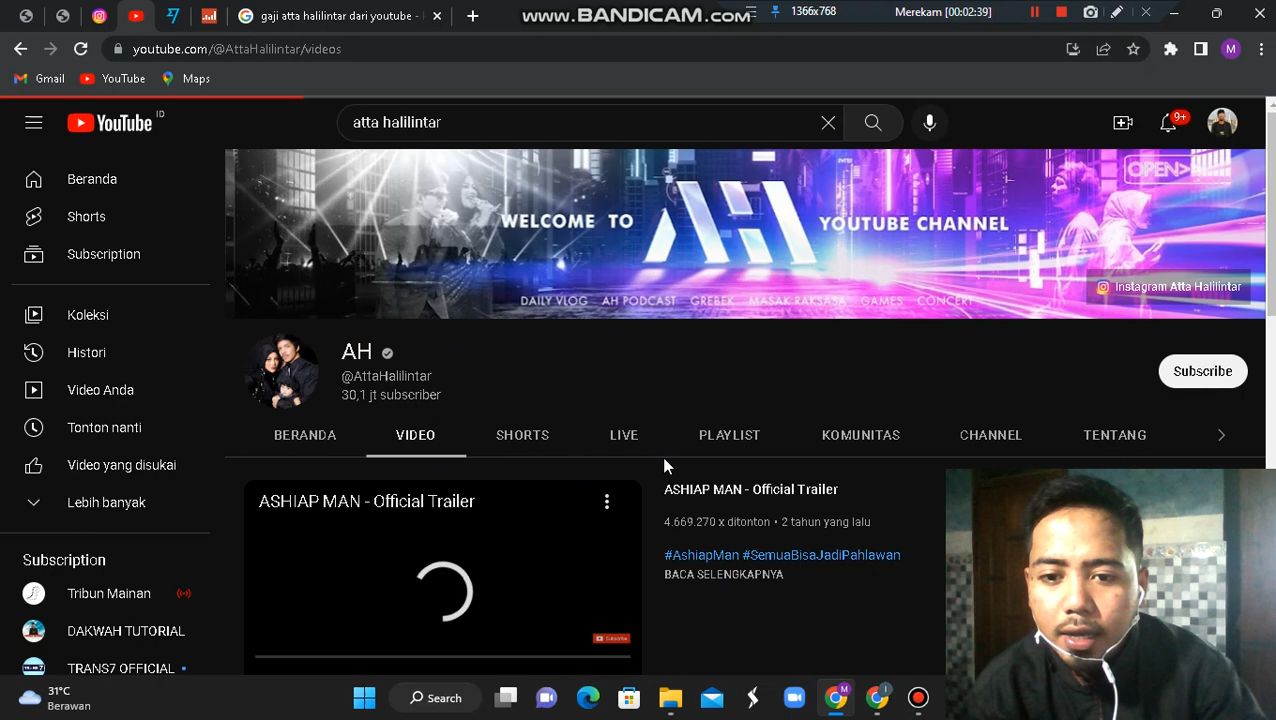 gaji atta halilintar dari youtube -
www.BANDICAM.com
1366x768
Merekam [00:02:39]
youtube.com/@AttaHalilintar/videos
M
Gmail
YouTube
Maps
YouTube ID
atta halilintar
9+
Beranda
Shorts
Subscription
Koleksi
Histori
Video Anda
Tonton nanti
Video yang disukai
Lebih banyak
Subscription
Tribun Mainan
DAKWAH TUTORIAL
TRANS7 OFFICIAL
OPEN>
WELCOME TO AH YOUTUBE CHANNEL
DAILY VLOG AH PODCAST GREBEK MASAK RAKSASA GAMES CONCERT
Instagram Atta Halilintar
AH
@AttaHalilintar
30,1 jt subscriber
Subscribe
BERANDA VIDEO SHORTS LIVE PLAYLIST KOMUNITAS CHANNEL TENTANG
ASHIAP MAN - Official Trailer
Subscribe
ASHIAP MAN - Official Trailer
4.669.270 x ditonton • 2 tahun yang lalu
#AshiapMan #SemuaBisaJadiPahlawan
BACA SELENGKAPNYA
31°C
Berawan
Search
M
I